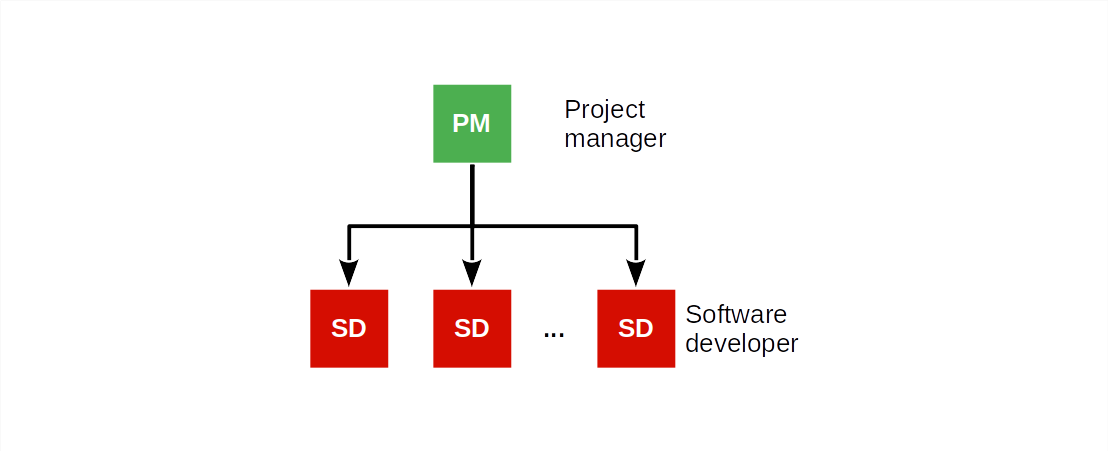 PM
Project
manager
SD
SD
...
SD
Software
developer